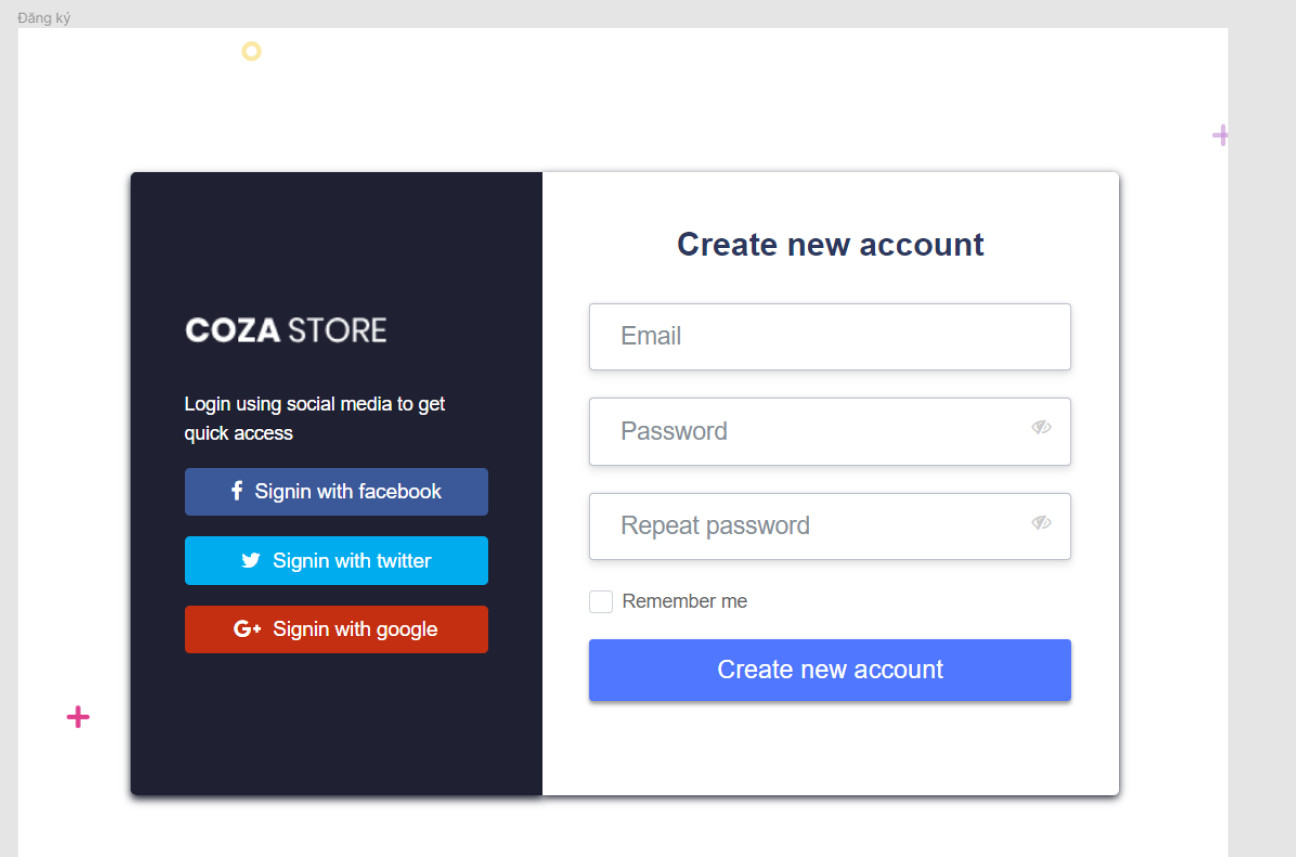 Đăng ký
COZA STORE
Login using social media to get
quick access
Signin with facebook
Signin with twitter
G+ Signin with google
Create new account
Email
Password
Repeat password
Remember me
Create new account